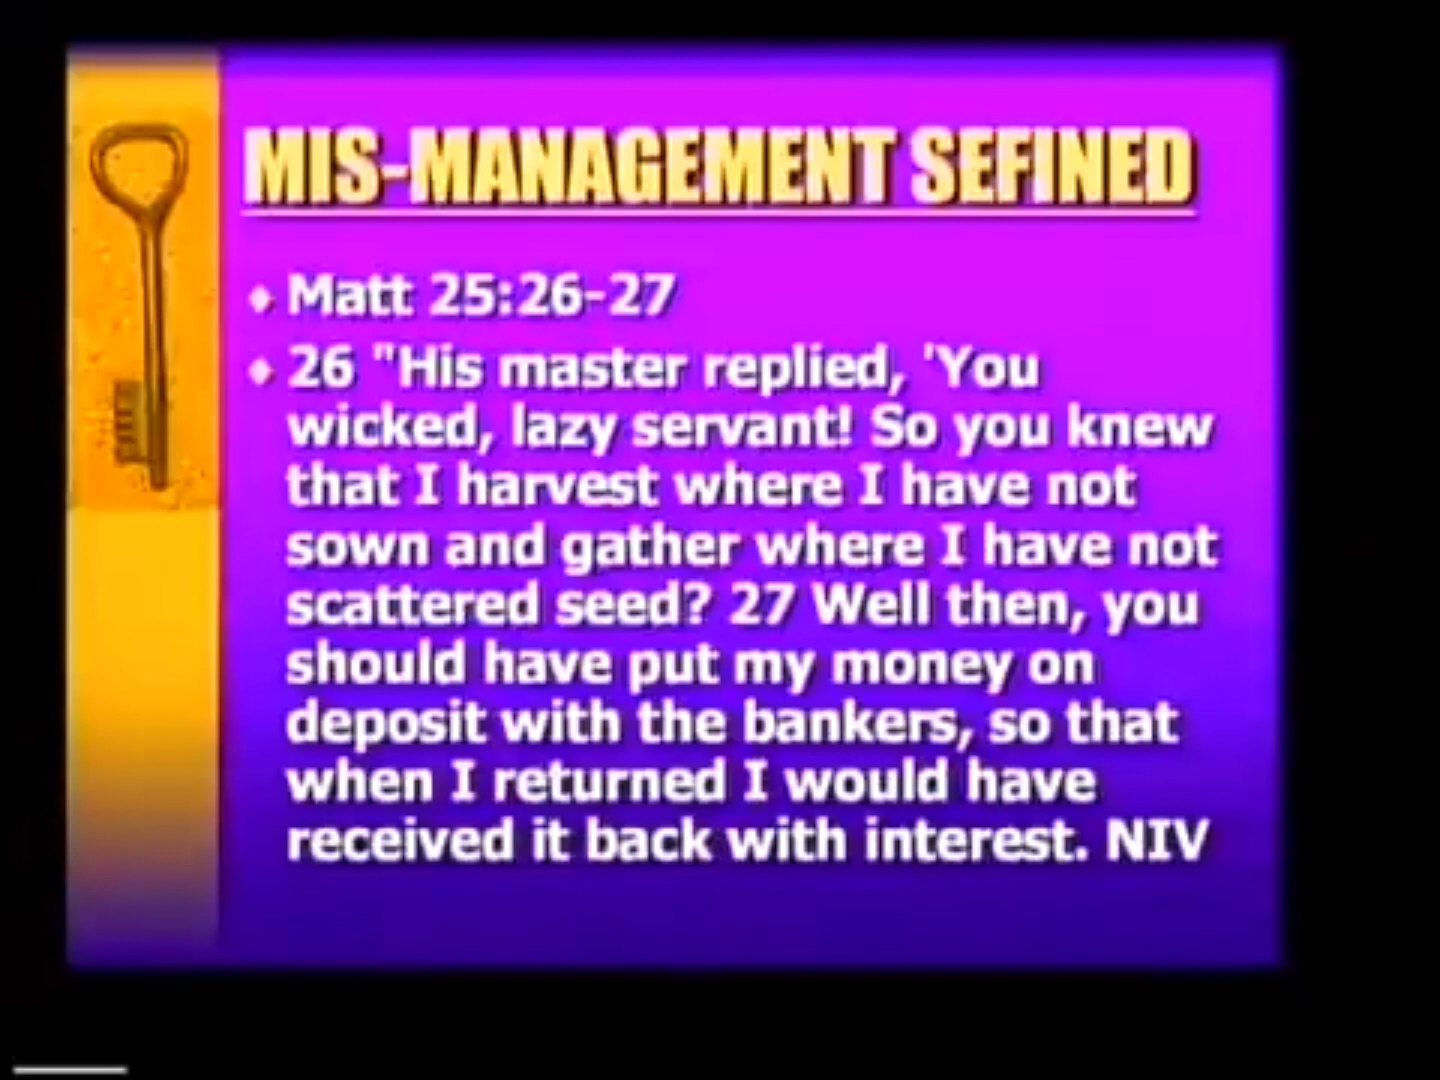 MIS-MANAGEMENT SEFINED
Matt 25:26-27
26 "His master replied, 'You
wicked, lazy servant! So you knew
that I harvest where I have not
sown and gather where I have not
scattered seed? 27 Well then, you
should have put my money on
deposit with the bankers, so that
when I returned I would have
received it back with interest. NIV